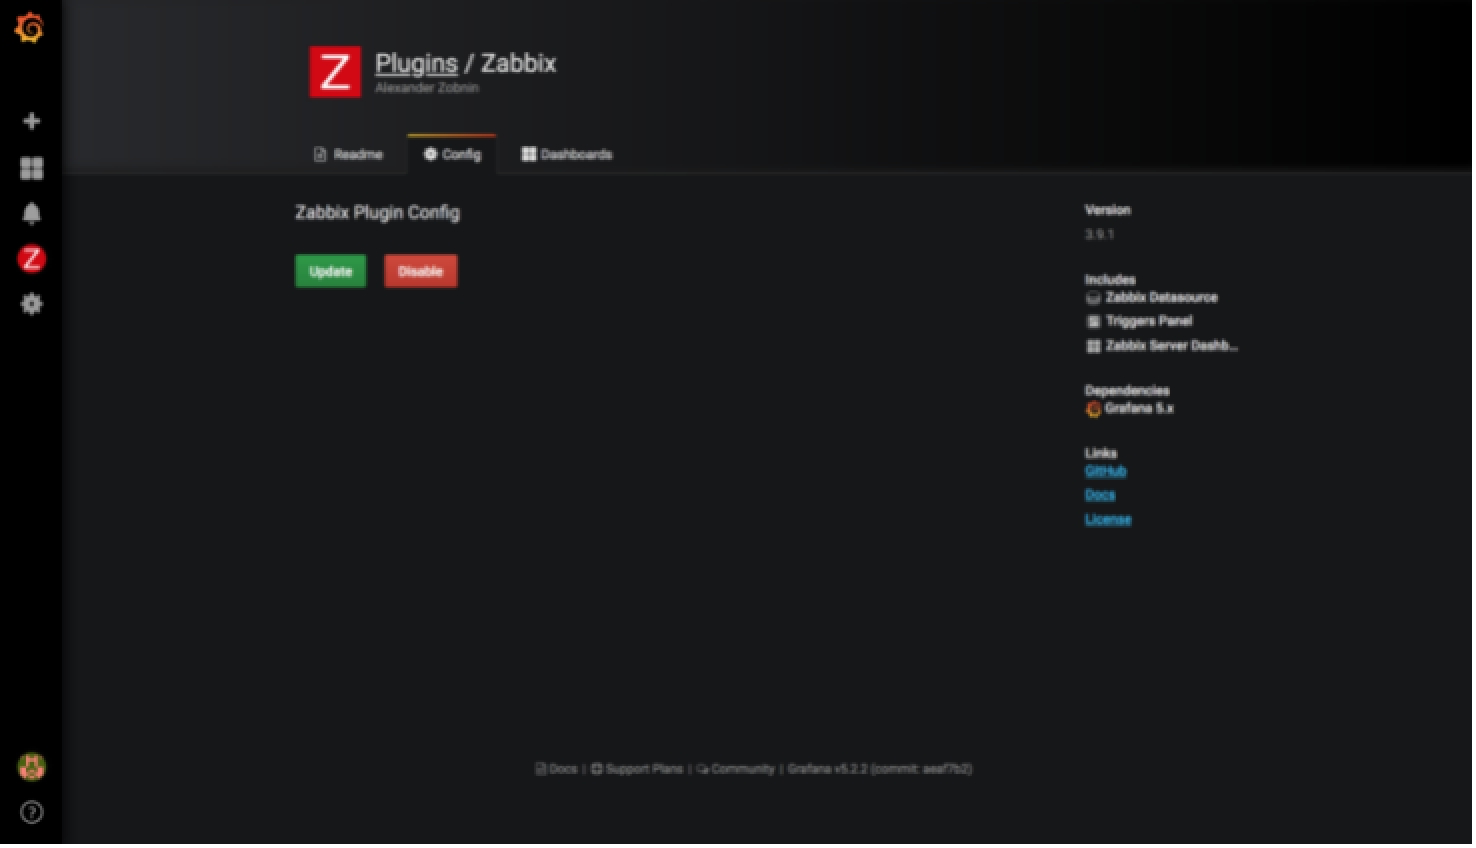 Z
Plugins / Zabbix
Alexander Zobnin
Readme
Config
Dashboards
Zabbix Plugin Config
Update
Disable
Version
3.9.1
Includes
Zabbix Datasource
Triggers Panel
Zabbix Server Dashb...
Dependencies
Grafana 5.x
Links
GitHub
Docs
License
Z
?
Docs | Support Plans | Community | Grafana v5.2.2 (commit: aeaf7b2)